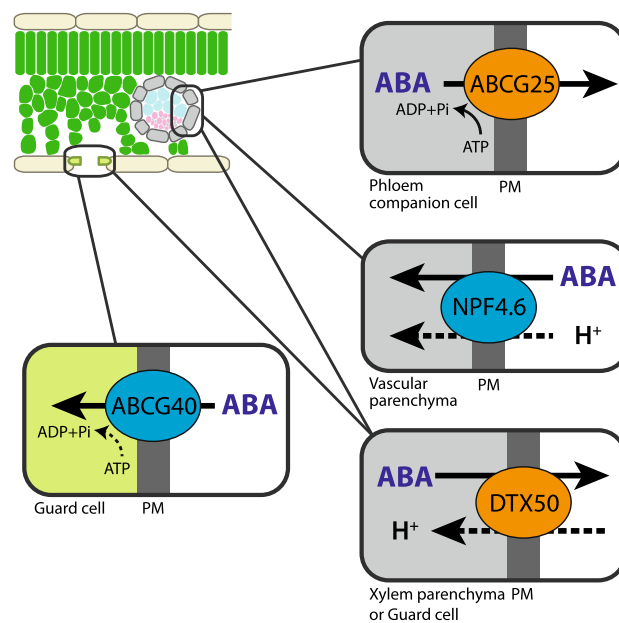 ABA
ABCG25
ADP+Pi
ATP
Phloem
companion cell
PM
ABA
NPF4.6
H⁺
Vascular
parenchyma
PM
ABCG40
ABA
ADP+Pi
ATP
Guard cell
PM
ABA
DTX50
H⁺
Xylem parenchyma PM
or Guard cell